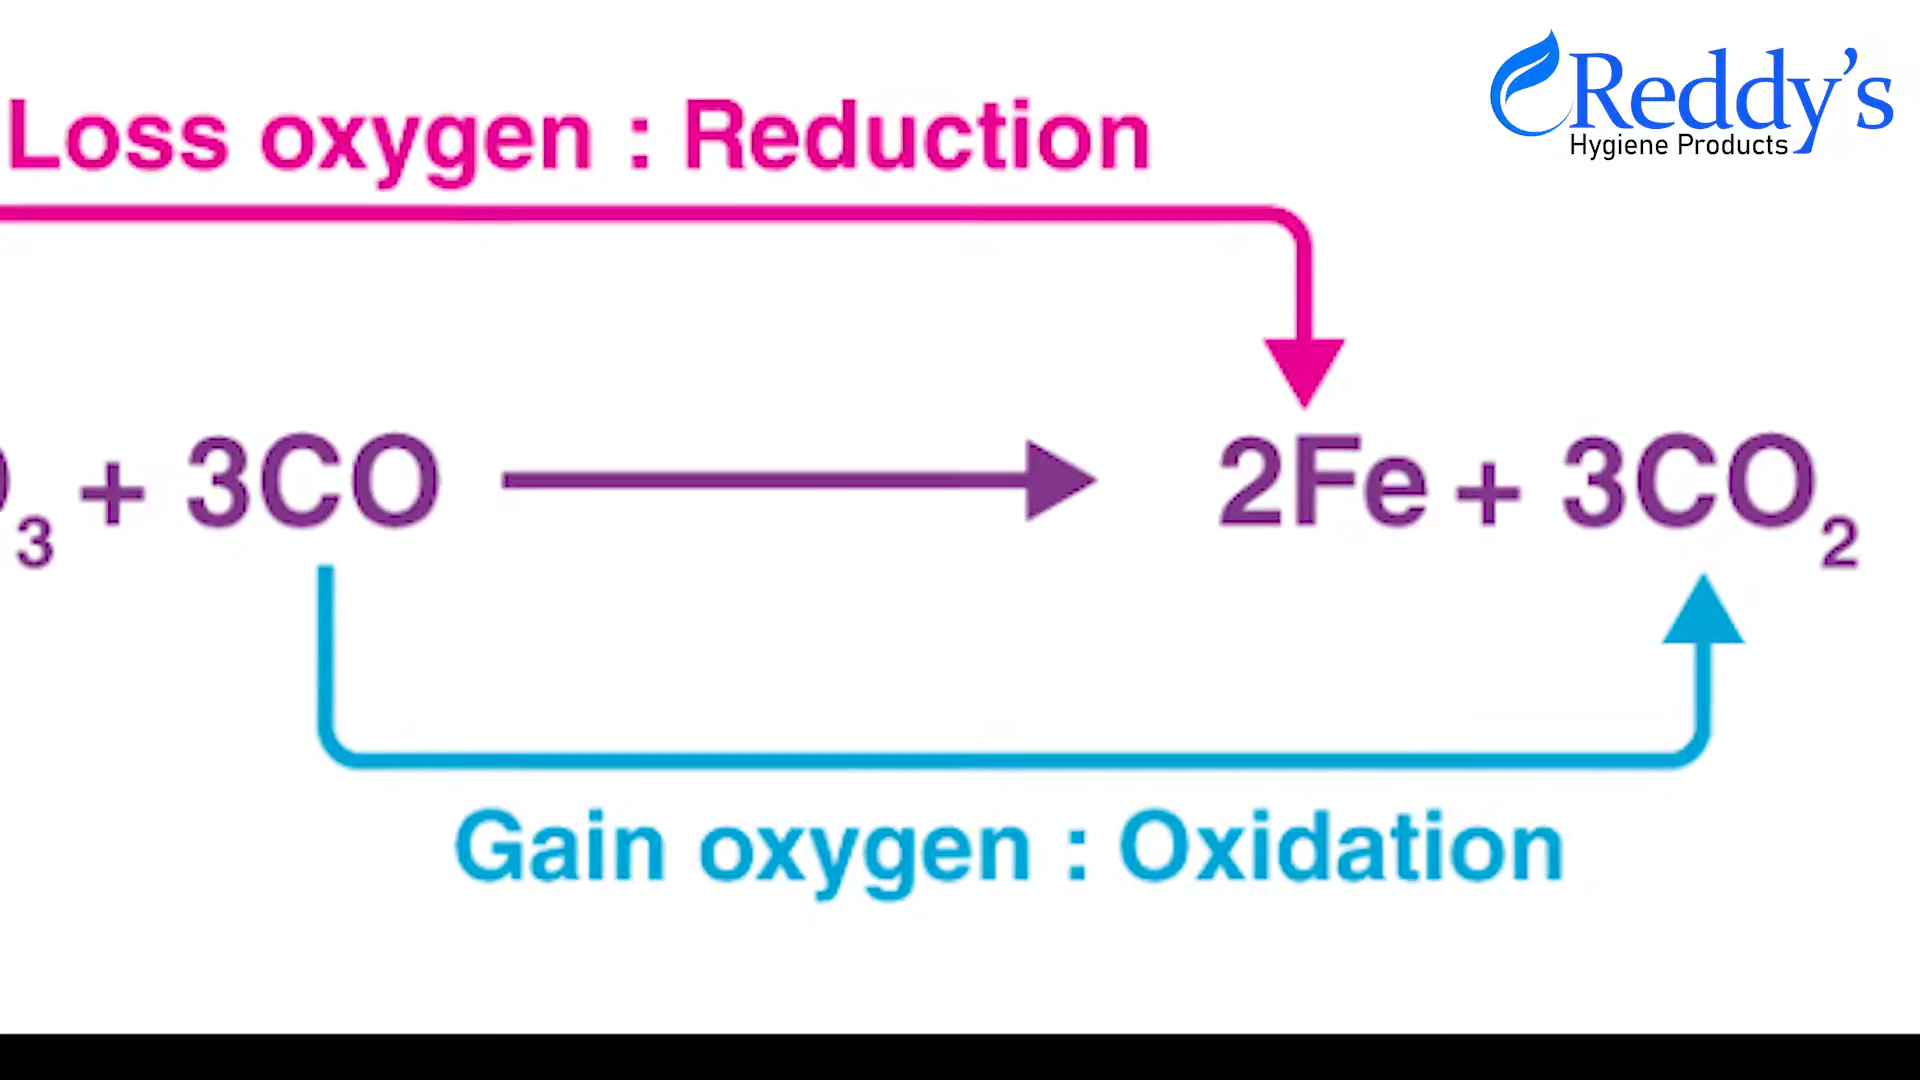 Reddy's
Hygiene Products
Loss oxygen : Reduction
₃ + 3CO 2Fe + 3CO₂
Gain oxygen : Oxidation